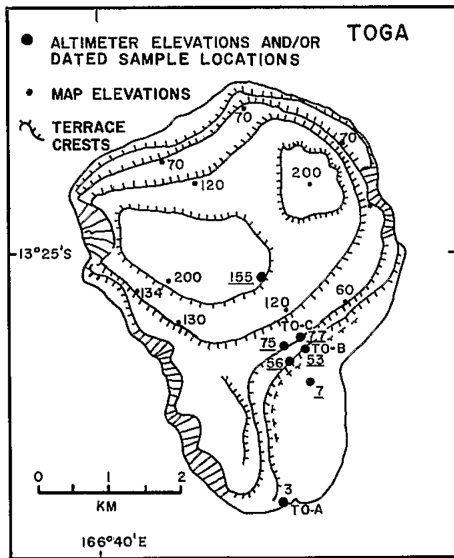 TOGA
ALTIMETER ELEVATIONS AND/OR
DATED SAMPLE LOCATIONS
MAP ELEVATIONS
TERRACE
CRESTS
70
70
70
120
200
13°25'S
155
200
134
130
120
60
TO-C
77
75
TO-B
56
53
7
0 2
KM
3
TO-A
166°40'E